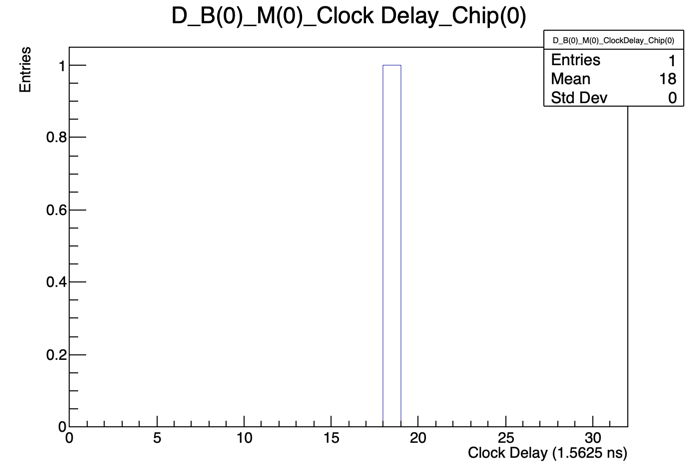 D_B(0)_M(0)_Clock Delay_Chip(0)
D_B(0)_M(0)_ClockDelay_Chip(0)
Entries 1
Mean 18
Std Dev 0
Entries
1
0.8
0.6
0.4
0.2
0
0 5 10 15 20 25 30
Clock Delay (1.5625 ns)